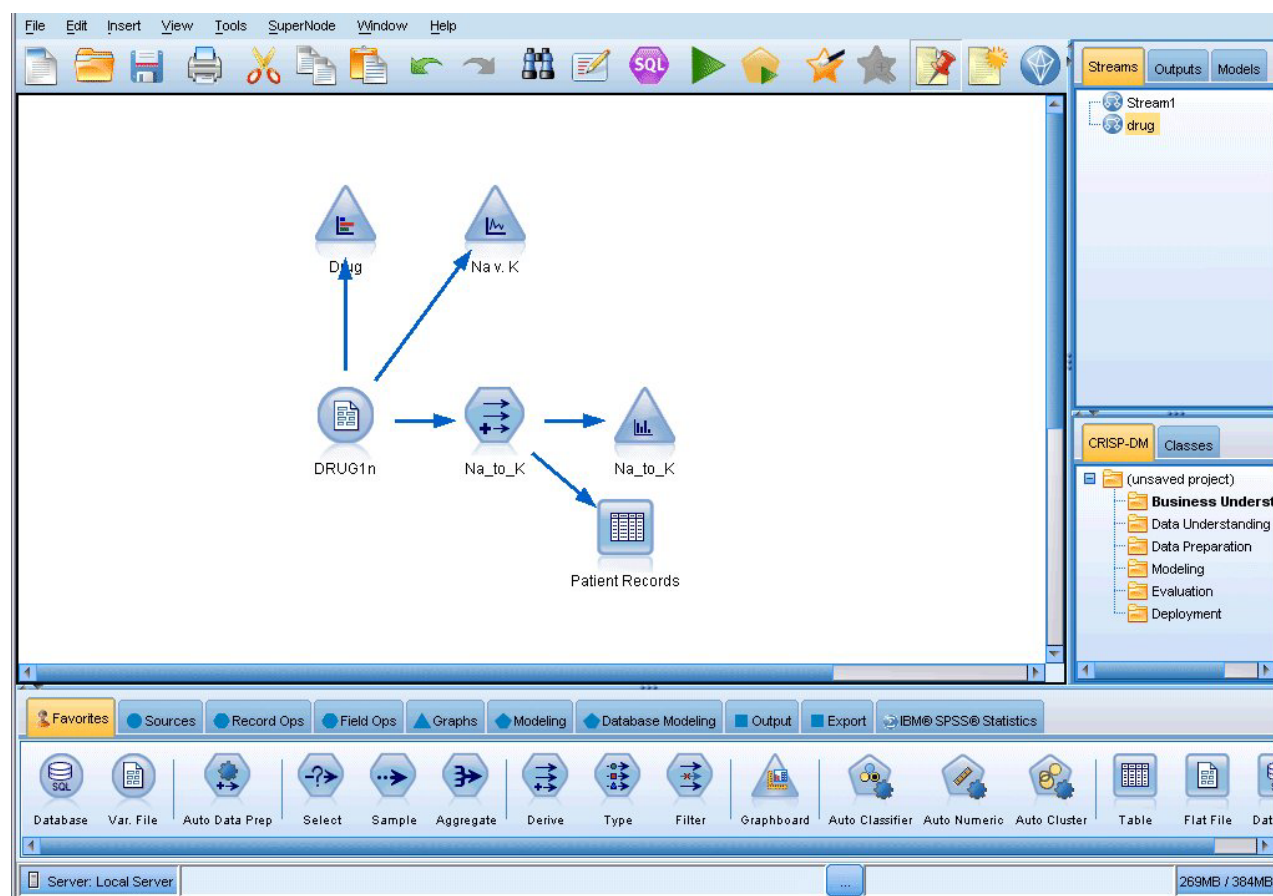 File Edit Insert View Tools SuperNode Window Help
SQL
Streams Outputs Models
Stream1
drug
Drug
Na v. K
DRUG1n
Na_to_K
Na_to_K
Patient Records
CRISP-DM Classes
(unsaved project)
Business Underst
Data Understanding
Data Preparation
Modeling
Evaluation
Deployment
Favorites Sources Record Ops Field Ops Graphs Modeling Database Modeling Output Export IBM® SPSS® Statistics
SQL
Database Var. File Auto Data Prep Select Sample Aggregate Derive Type Filter Graphboard Auto Classifier Auto Numeric Auto Cluster Table Flat File Dat
Server: Local Server ... 269MB / 384MB